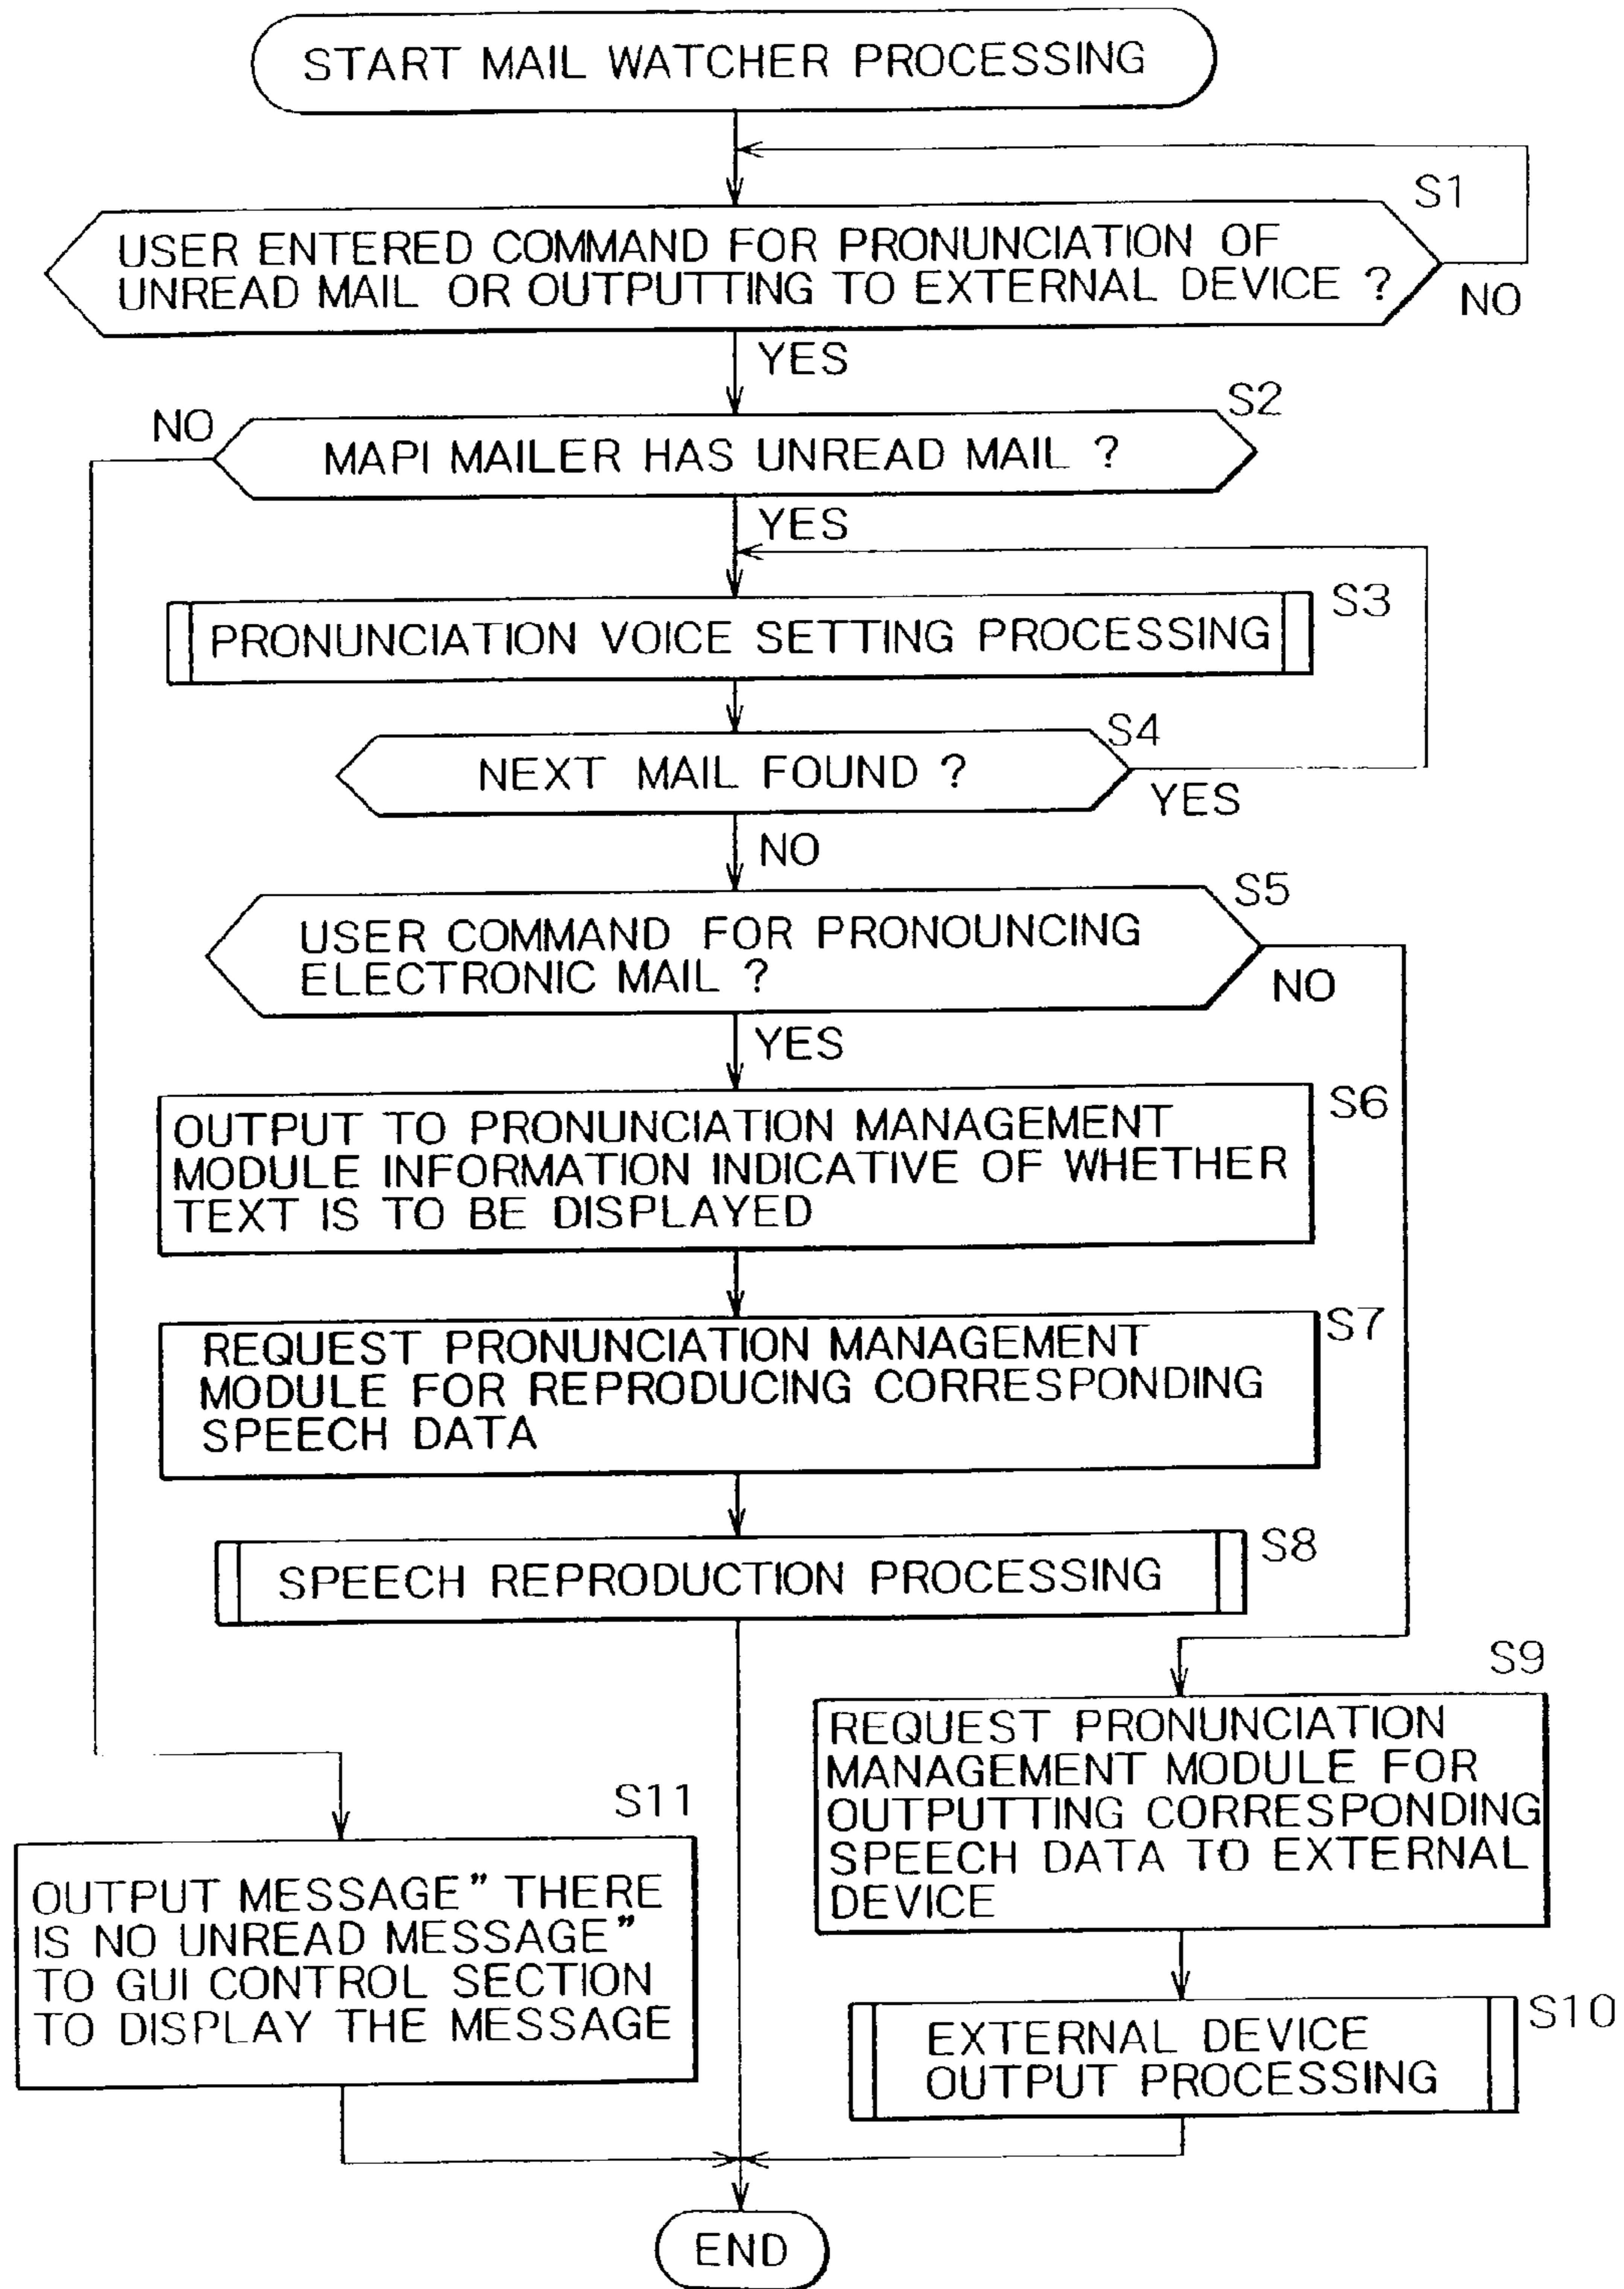 START MAIL WATCHER PROCESSING
S1
USER ENTERED COMMAND FOR PRONUNCIATION OF
UNREAD MAIL OR OUTPUTTING TO EXTERNAL DEVICE ?
NO
YES
S2
NO
MAPI MAILER HAS UNREAD MAIL ?
YES
S3
PRONUNCIATION VOICE SETTING PROCESSING
S4
NEXT MAIL FOUND ?
YES
NO
S5
USER COMMAND FOR PRONOUNCING
ELECTRONIC MAIL ?
NO
YES
S6
OUTPUT TO PRONUNCIATION MANAGEMENT
MODULE INFORMATION INDICATIVE OF WHETHER
TEXT IS TO BE DISPLAYED
S7
REQUEST PRONUNCIATION MANAGEMENT
MODULE FOR REPRODUCING CORRESPONDING
SPEECH DATA
S8
SPEECH REPRODUCTION PROCESSING
S9
REQUEST PRONUNCIATION
MANAGEMENT MODULE FOR
OUTPUTTING CORRESPONDING
SPEECH DATA TO EXTERNAL
DEVICE
S11
OUTPUT MESSAGE" THERE
IS NO UNREAD MESSAGE"
TO GUI CONTROL SECTION
TO DISPLAY THE MESSAGE
S10
EXTERNAL DEVICE
OUTPUT PROCESSING
END